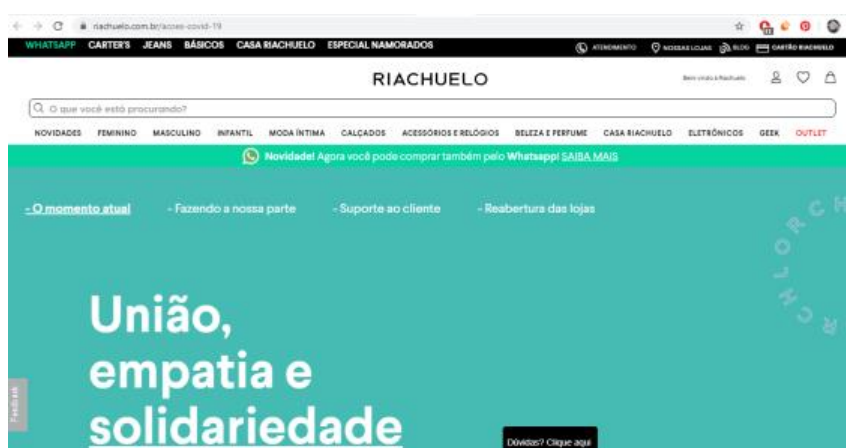 riachuelo.com.br/acoes-covid-19
WHATSAPP CARTER'S JEANS BÁSICOS CASA RIACHUELO ESPECIAL NAMORADOS ATENDIMENTO NOSSAS LOJAS BLOG CARTÃO RIACHUELO
RIACHUELO
Bem-vindo à Riachuelo
O que você está procurando?
NOVIDADES FEMININO MASCULINO INFANTIL MODA ÍNTIMA CALÇADOS ACESSÓRIOS E RELÓGIOS BELEZA E PERFUME CASA RIACHUELO ELETRÔNICOS GEEK OUTLET
Novidade! Agora você pode comprar também pelo Whatsapp! SAIBA MAIS
- O momento atual - Fazendo a nossa parte - Suporte ao cliente - Reabertura das lojas
União,
empatia e
solidariedade
Feedback
Dúvidas? Clique aqui